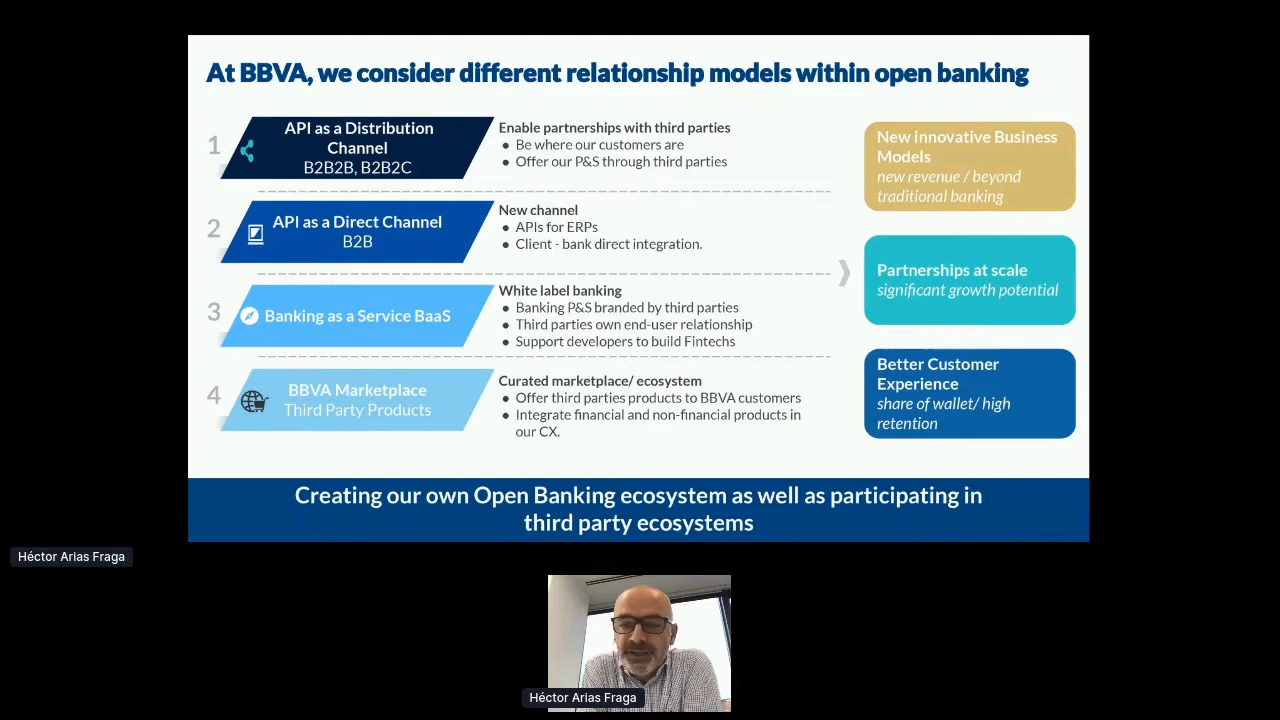 At BBVA, we consider different relationship models within open banking
1
API as a Distribution
Channel
B2B2B, B2B2C
Enable partnerships with third parties
● Be where our customers are
● Offer our P&S through third parties
2
API as a Direct Channel
B2B
New channel
● APIs for ERPs
● Client - bank direct integration.
3
Banking as a Service BaaS
White label banking
● Banking P&S branded by third parties
● Third parties own end-user relationship
● Support developers to build Fintechs
4
BBVA Marketplace
Third Party Products
Curated marketplace/ ecosystem
● Offer third parties products to BBVA customers
● Integrate financial and non-financial products in
our CX.
New innovative Business
Models
new revenue / beyond
traditional banking
Partnerships at scale
significant growth potential
Better Customer
Experience
share of wallet/ high
retention
Creating our own Open Banking ecosystem as well as participating in
third party ecosystems
Héctor Arias Fraga
Héctor Arias Fraga